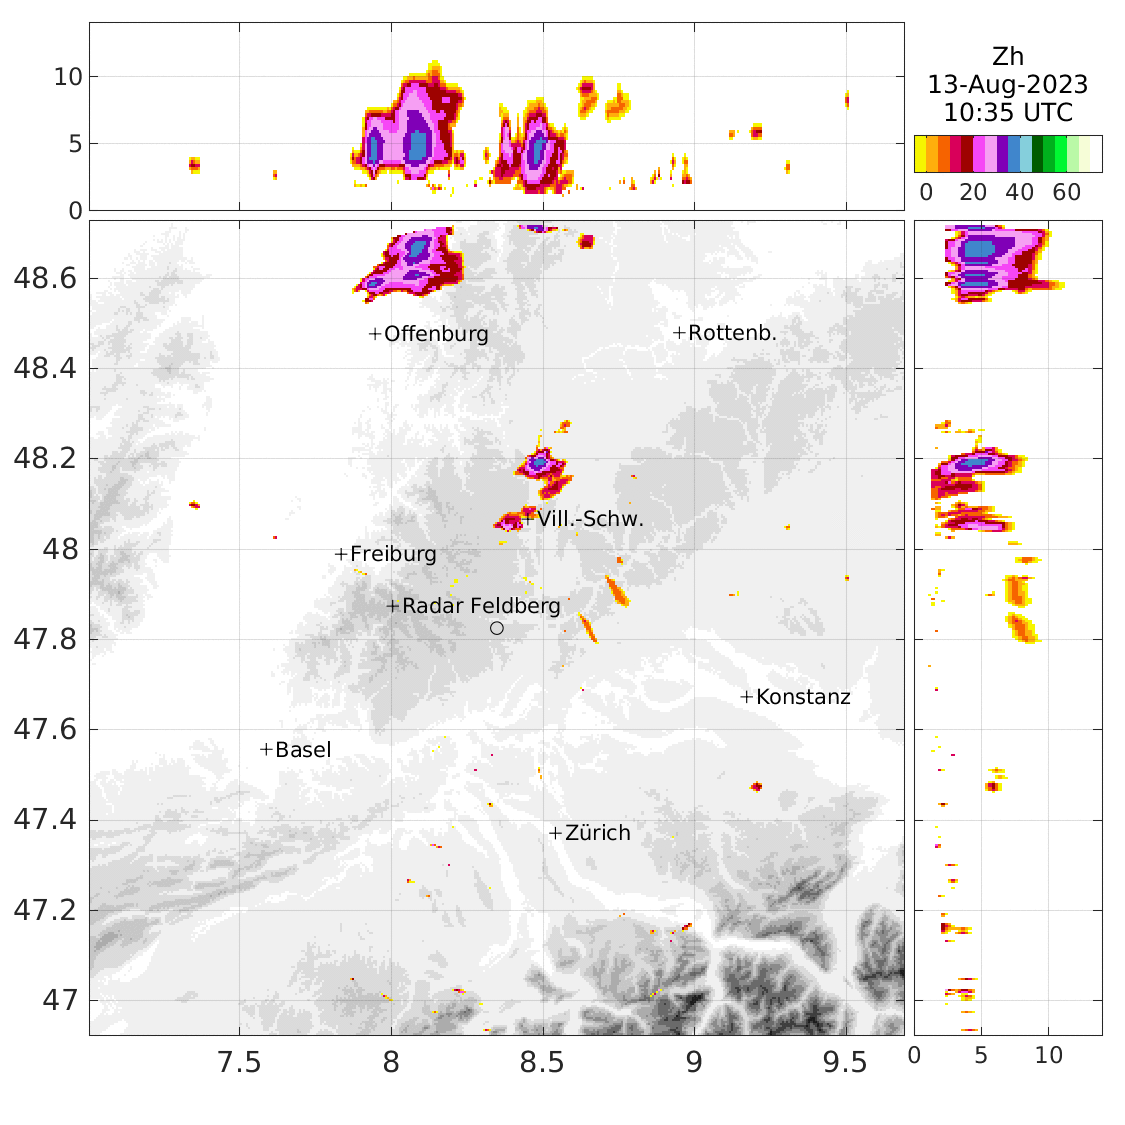 10
5
0
Zh
13-Aug-2023
10:35 UTC
0 20 40 60
48.6
48.4
48.2
48
47.8
47.6
47.4
47.2
47
Offenburg
Rottenb.
Vill.-Schw.
Freiburg
Radar Feldberg
Konstanz
Basel
Zürich
7.5 8 8.5 9 9.5
0 5 10